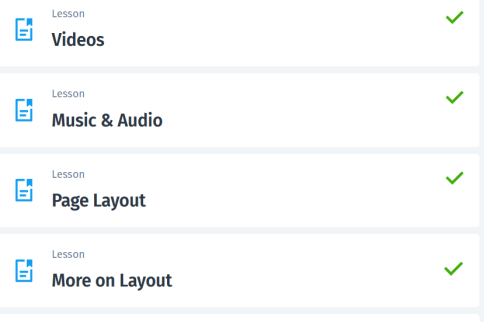 Lesson
Videos
Lesson
Music & Audio
Lesson
Page Layout
Lesson
More on Layout